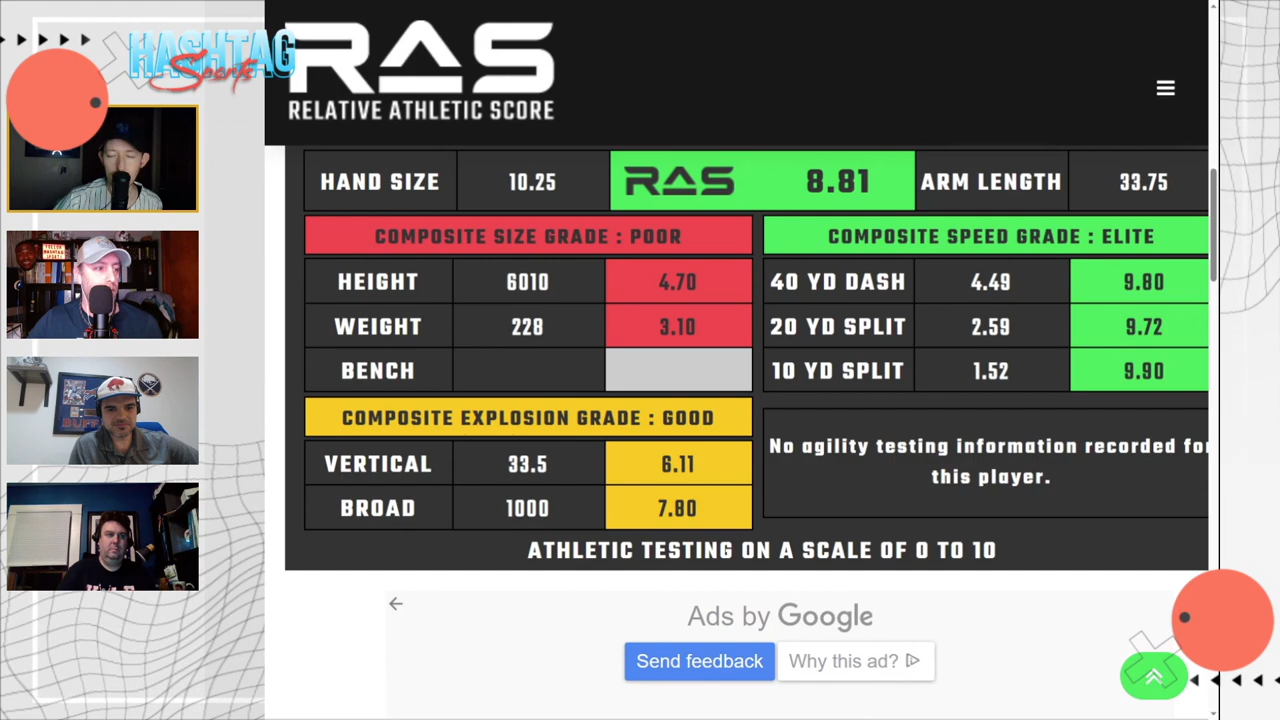 HASHTAG
Sports
RAS
RELATIVE ATHLETIC SCORE
HAND SIZE 10.25 RAS 8.81 ARM LENGTH 33.75
COMPOSITE SIZE GRADE : POOR
HEIGHT 6010 4.70
WEIGHT 228 3.10
BENCH
COMPOSITE EXPLOSION GRADE : GOOD
VERTICAL 33.5 6.11
BROAD 1000 7.80
COMPOSITE SPEED GRADE : ELITE
40 YD DASH 4.49 9.80
20 YD SPLIT 2.59 9.72
10 YD SPLIT 1.52 9.90
No agility testing information recorded for
this player.
ATHLETIC TESTING ON A SCALE OF 0 TO 10
Ads by Google
Send feedback
Why this ad?